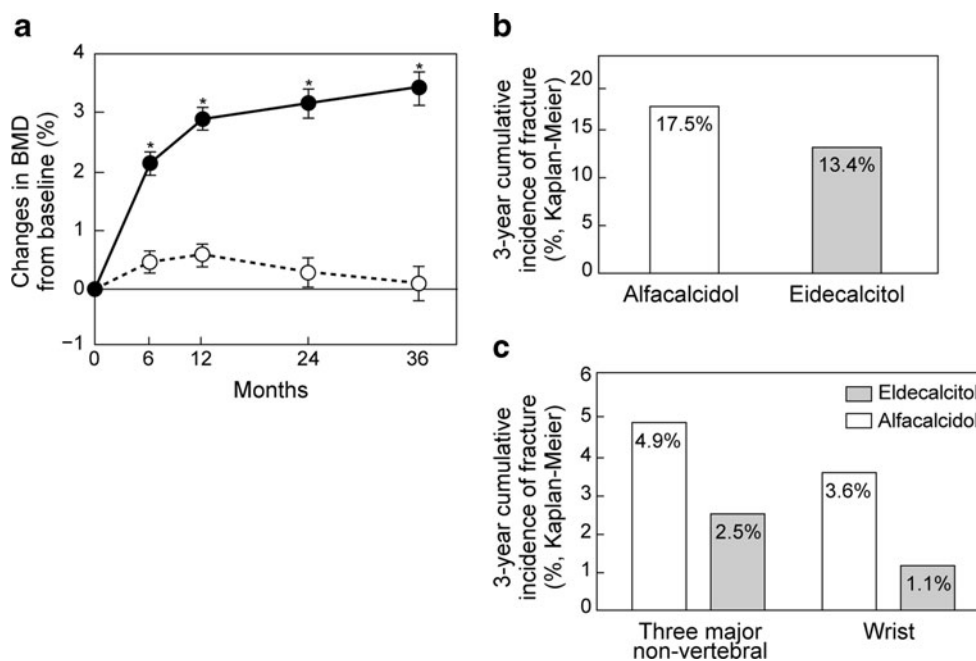 a
Changes in BMD
from baseline (%)
4
3
2
1
0
−1
* * * *
0 6 12 24 36
Months
b
3-year cumulative
incidence of fracture
(%, Kaplan-Meier)
20
15
10
5
0
17.5%
13.4%
Alfacalcidol Eidecalcitol
c
3-year cumulative
incidence of fracture
(%, Kaplan-Meier)
6
5
4
3
2
1
0
Eldecalcitol
Alfacalcidol
4.9%
2.5%
3.6%
1.1%
Three major Wrist
non-vertebral